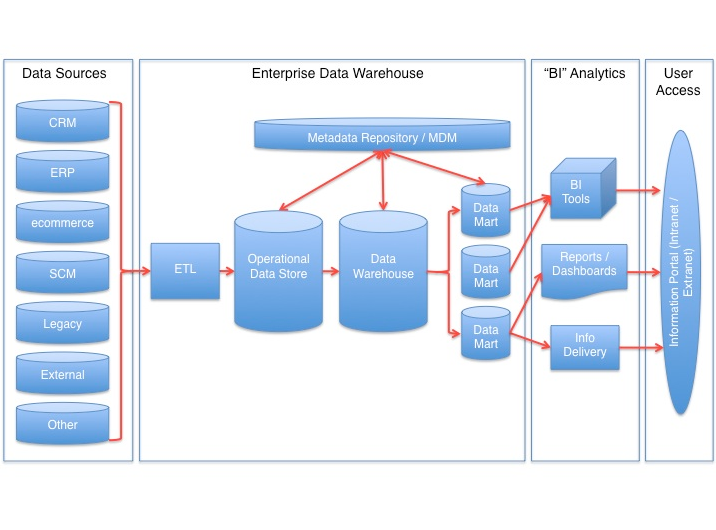 Data Sources
Enterprise Data Warehouse
“BI” Analytics
User
Access
CRM
ERP
ecommerce
SCM
Legacy
External
Other
ETL
Metadata Repository / MDM
Operational
Data Store
Data
Warehouse
Data
Mart
Data
Mart
Data
Mart
BI
Tools
Reports /
Dashboards
Info
Delivery
Information Portal (Intranet /
Extranet)